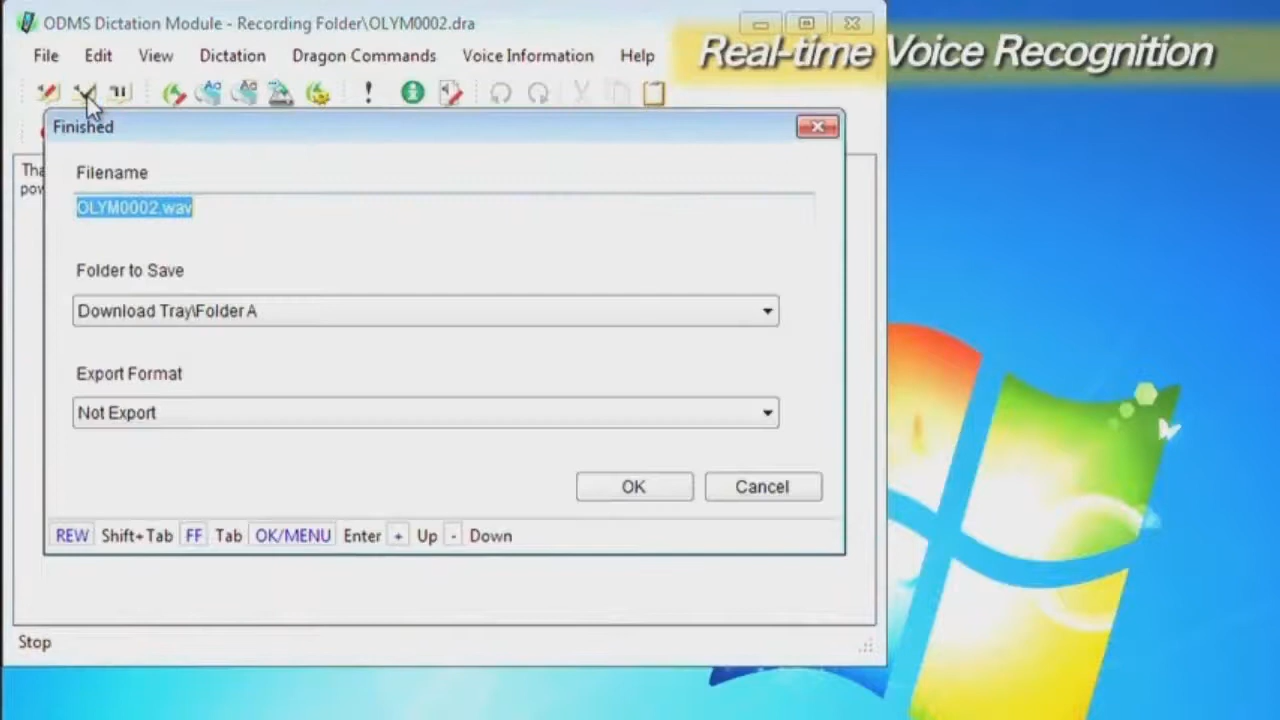 ODMS Dictation Module - Recording Folder\OLYM0002.dra
Real-time Voice Recognition
File Edit View Dictation Dragon Commands Voice Information Help
Finished
Filename
OLYM0002.wav
Folder to Save
Download Tray\Folder A
Export Format
Not Export
OK Cancel
REW Shift+Tab FF Tab OK/MENU Enter + Up - Down
Stop